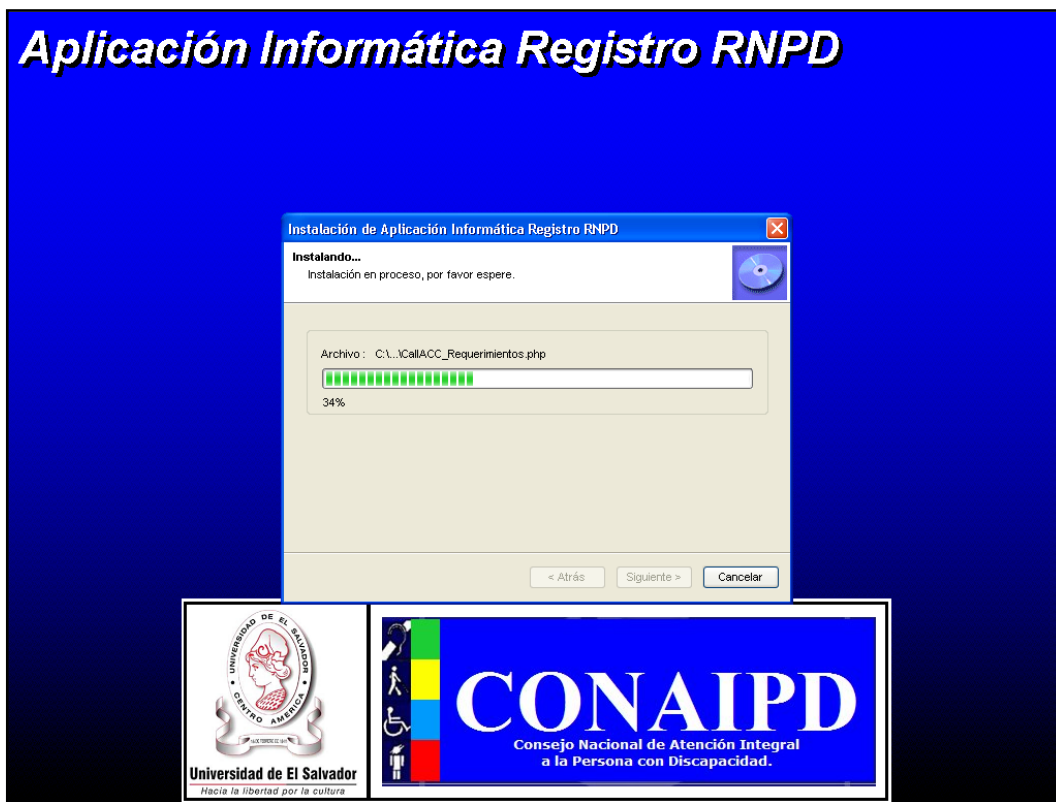 Aplicación Informática Registro RNPD
Instalación de Aplicación Informática Registro RNPD
Instalando...
Instalación en proceso, por favor espere.
Archivo : C:\...\CallACC_Requerimientos.php
34%
< Atrás
Siguiente >
Cancelar
UNIVERSIDAD DE EL SALVADOR
CENTRO AMERICA
Universidad de El Salvador
Hacia la libertad por la cultura
CONAIPD
Consejo Nacional de Atención Integral
a la Persona con Discapacidad.